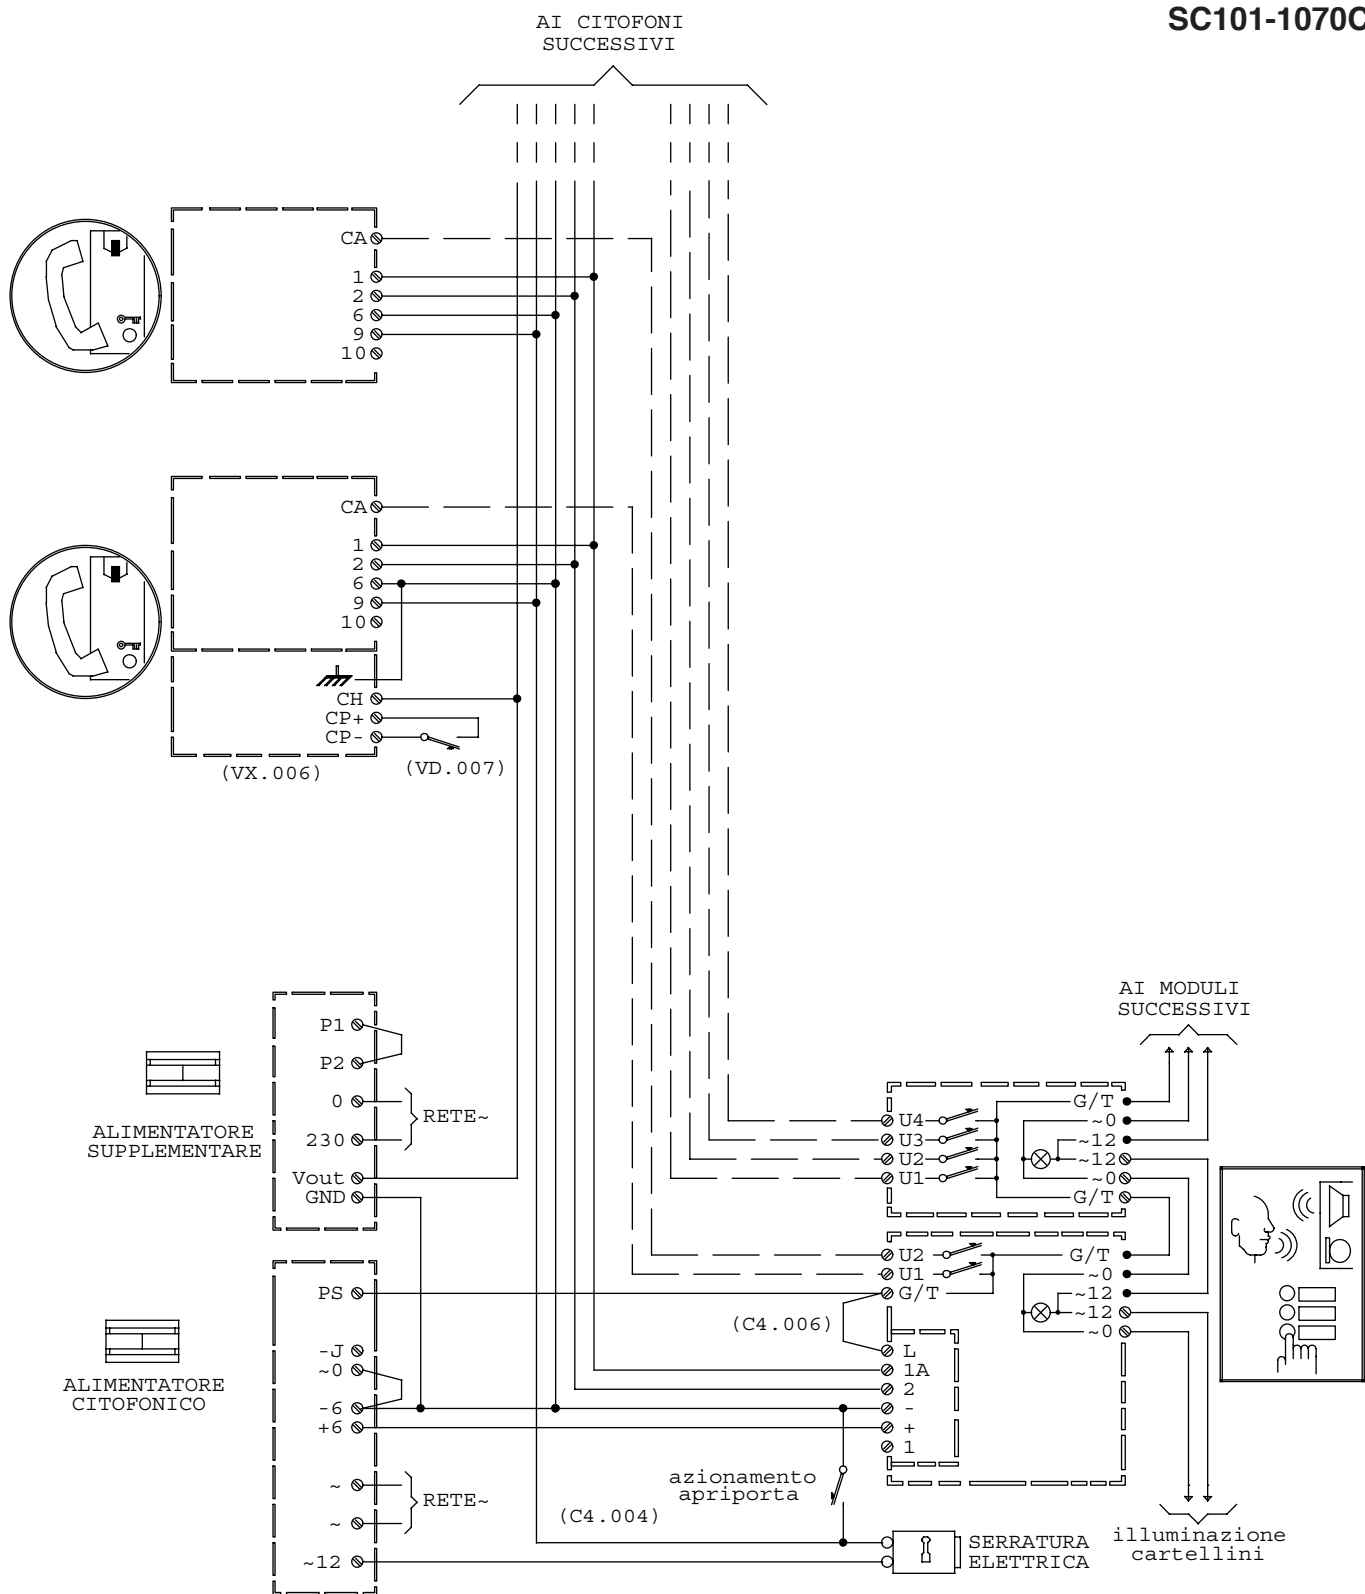 SC101-1070C
AI CITOFONI
SUCCESSIVI
CA
1
2
6
9
10
CA
1
2
6
9
10
CH
CP+
CP-
(VX.006)
(VD.007)
P1
P2
0
230
RETE~
Vout
GND
ALIMENTATORE
SUPPLEMENTARE
PS
-J
~0
-6
+6
~
~
RETE~
~12
ALIMENTATORE
CITOFONICO
AI MODULI
SUCCESSIVI
U4
U3
U2
U1
G/T
~0
~12
~12
~0
G/T
U2
U1
G/T
G/T
~0
~12
~12
~0
(C4.006)
L
1A
2
-
+
1
azionamento
apriporta
(C4.004)
SERRATURA
ELETTRICA
illuminazione
cartellini